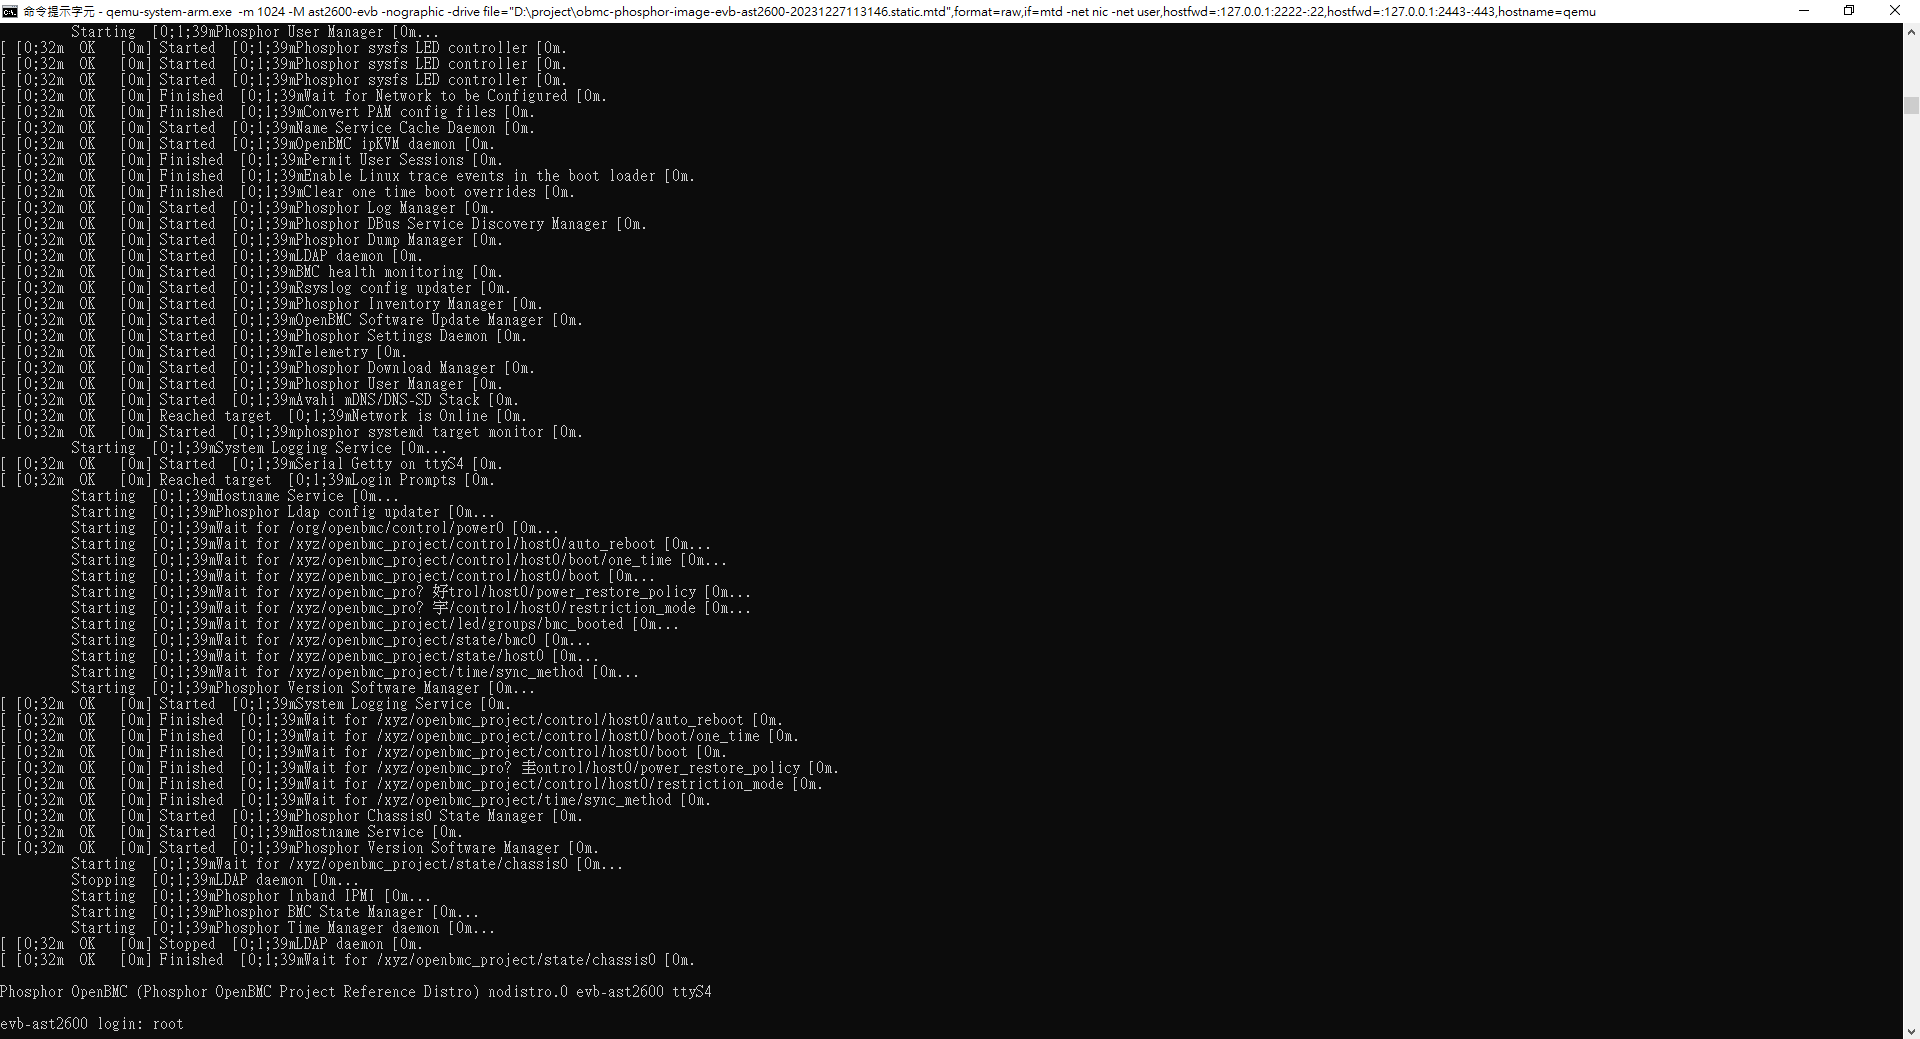 命令提示字元 - qemu-system-arm.exe -m 1024 -M ast2600-evb -nographic -drive file="D:\project\obmc-phosphor-image-evb-ast2600-20231227113146.static.mtd",format=raw,if=mtd -net nic -net user,hostfwd=:127.0.0.1:2222-:22,hostfwd=:127.0.0.1:2443-:443,hostname=qemu
Starting [0;1;39mPhosphor User Manager [0m...
[ [0;32m OK [0m] Started [0;1;39mPhosphor sysfs LED controller [0m.
[ [0;32m OK [0m] Started [0;1;39mPhosphor sysfs LED controller [0m.
[ [0;32m OK [0m] Started [0;1;39mPhosphor sysfs LED controller [0m.
[ [0;32m OK [0m] Finished [0;1;39mWait for Network to be Configured [0m.
[ [0;32m OK [0m] Finished [0;1;39mConvert PAM config files [0m.
[ [0;32m OK [0m] Started [0;1;39mName Service Cache Daemon [0m.
[ [0;32m OK [0m] Started [0;1;39mOpenBMC ipKVM daemon [0m.
[ [0;32m OK [0m] Finished [0;1;39mPermit User Sessions [0m.
[ [0;32m OK [0m] Finished [0;1;39mEnable Linux trace events in the boot loader [0m.
[ [0;32m OK [0m] Finished [0;1;39mClear one time boot overrides [0m.
[ [0;32m OK [0m] Started [0;1;39mPhosphor Log Manager [0m.
[ [0;32m OK [0m] Started [0;1;39mPhosphor DBus Service Discovery Manager [0m.
[ [0;32m OK [0m] Started [0;1;39mPhosphor Dump Manager [0m.
[ [0;32m OK [0m] Started [0;1;39mLDAP daemon [0m.
[ [0;32m OK [0m] Started [0;1;39mBMC health monitoring [0m.
[ [0;32m OK [0m] Started [0;1;39mRsyslog config updater [0m.
[ [0;32m OK [0m] Started [0;1;39mPhosphor Inventory Manager [0m.
[ [0;32m OK [0m] Started [0;1;39mOpenBMC Software Update Manager [0m.
[ [0;32m OK [0m] Started [0;1;39mPhosphor Settings Daemon [0m.
[ [0;32m OK [0m] Started [0;1;39mTelemetry [0m.
[ [0;32m OK [0m] Started [0;1;39mPhosphor Download Manager [0m.
[ [0;32m OK [0m] Started [0;1;39mPhosphor User Manager [0m.
[ [0;32m OK [0m] Started [0;1;39mAvahi mDNS/DNS-SD Stack [0m.
[ [0;32m OK [0m] Reached target [0;1;39mNetwork is Online [0m.
[ [0;32m OK [0m] Started [0;1;39mphosphor systemd target monitor [0m.
Starting [0;1;39mSystem Logging Service [0m...
[ [0;32m OK [0m] Started [0;1;39mSerial Getty on ttyS4 [0m.
[ [0;32m OK [0m] Reached target [0;1;39mLogin Prompts [0m.
Starting [0;1;39mHostname Service [0m...
Starting [0;1;39mPhosphor Ldap config updater [0m...
Starting [0;1;39mWait for /org/openbmc/control/power0 [0m...
Starting [0;1;39mWait for /xyz/openbmc_project/control/host0/auto_reboot [0m...
Starting [0;1;39mWait for /xyz/openbmc_project/control/host0/boot/one_time [0m...
Starting [0;1;39mWait for /xyz/openbmc_project/control/host0/boot [0m...
Starting [0;1;39mWait for /xyz/openbmc_pro? 好trol/host0/power_restore_policy [0m...
Starting [0;1;39mWait for /xyz/openbmc_pro? 宇/control/host0/restriction_mode [0m...
Starting [0;1;39mWait for /xyz/openbmc_project/led/groups/bmc_booted [0m...
Starting [0;1;39mWait for /xyz/openbmc_project/state/bmc0 [0m...
Starting [0;1;39mWait for /xyz/openbmc_project/state/host0 [0m...
Starting [0;1;39mWait for /xyz/openbmc_project/time/sync_method [0m...
Starting [0;1;39mPhosphor Version Software Manager [0m...
[ [0;32m OK [0m] Started [0;1;39mSystem Logging Service [0m.
[ [0;32m OK [0m] Finished [0;1;39mWait for /xyz/openbmc_project/control/host0/auto_reboot [0m.
[ [0;32m OK [0m] Finished [0;1;39mWait for /xyz/openbmc_project/control/host0/boot/one_time [0m.
[ [0;32m OK [0m] Finished [0;1;39mWait for /xyz/openbmc_project/control/host0/boot [0m.
[ [0;32m OK [0m] Finished [0;1;39mWait for /xyz/openbmc_pro? 圭ontrol/host0/power_restore_policy [0m.
[ [0;32m OK [0m] Finished [0;1;39mWait for /xyz/openbmc_project/control/host0/restriction_mode [0m.
[ [0;32m OK [0m] Finished [0;1;39mWait for /xyz/openbmc_project/time/sync_method [0m.
[ [0;32m OK [0m] Started [0;1;39mPhosphor Chassis0 State Manager [0m.
[ [0;32m OK [0m] Started [0;1;39mHostname Service [0m.
[ [0;32m OK [0m] Started [0;1;39mPhosphor Version Software Manager [0m.
Starting [0;1;39mWait for /xyz/openbmc_project/state/chassis0 [0m...
Stopping [0;1;39mLDAP daemon [0m...
Starting [0;1;39mPhosphor Inband IPMI [0m...
Starting [0;1;39mPhosphor BMC State Manager [0m...
Starting [0;1;39mPhosphor Time Manager daemon [0m...
[ [0;32m OK [0m] Stopped [0;1;39mLDAP daemon [0m.
[ [0;32m OK [0m] Finished [0;1;39mWait for /xyz/openbmc_project/state/chassis0 [0m.
Phosphor OpenBMC (Phosphor OpenBMC Project Reference Distro) nodistro.0 evb-ast2600 ttyS4
evb-ast2600 login: root